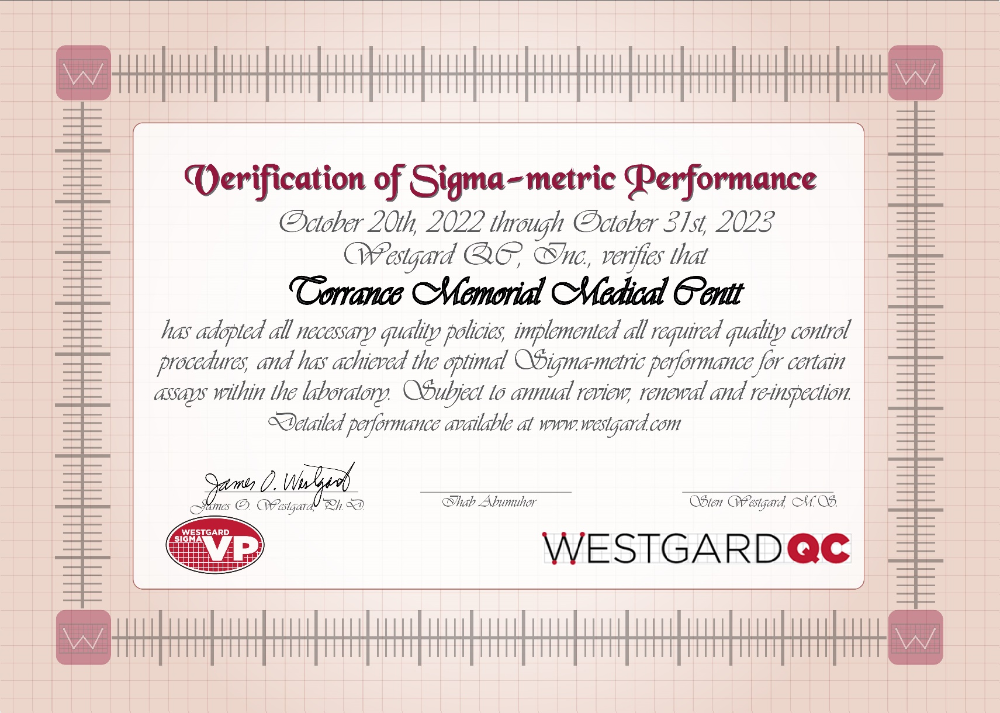 Verification of Sigma-metric Performance
October 20th, 2022 through October 31st, 2023
Westgard QC, Inc., verifies that
Torrance Memorial Medical Centt
has adopted all necessary quality policies, implemented all required quality control
procedures, and has achieved the optimal Sigma-metric performance for certain
assays within the laboratory. Subject to annual review, renewal and re-inspection.
Detailed performance available at www.westgard.com
James O. Westgard
James O. Westgard, Ph.D.
Ihab Abumuhor
Sten Westgard, M.S.
WESTGARD
SIGMA
VP
WESTGARDQC